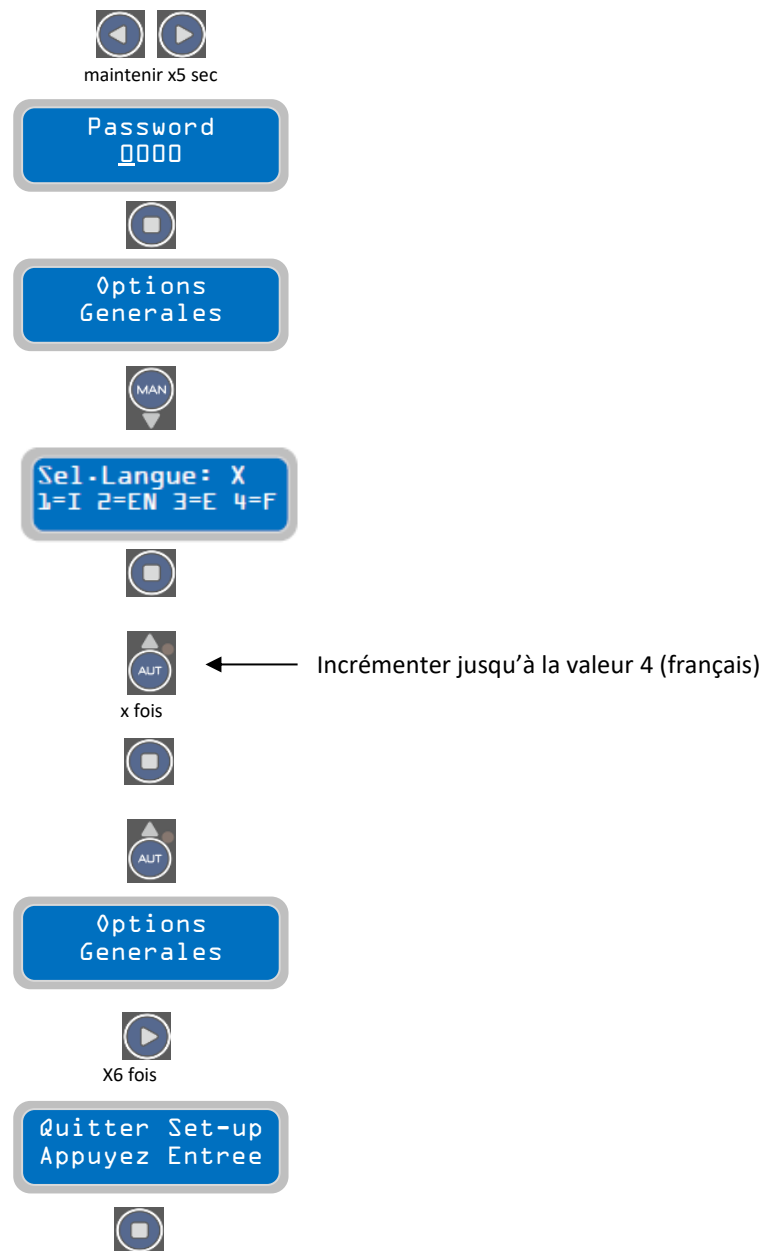 maintenir x5 sec
Password
0000
Options
Generales
MAN
Sel.Langue: X
1=I 2=EN 3=E 4=F
AUT
Incrémenter jusqu’à la valeur 4 (français)
x fois
AUT
Options
Generales
X6 fois
Quitter Set-up
Appuyez Entree